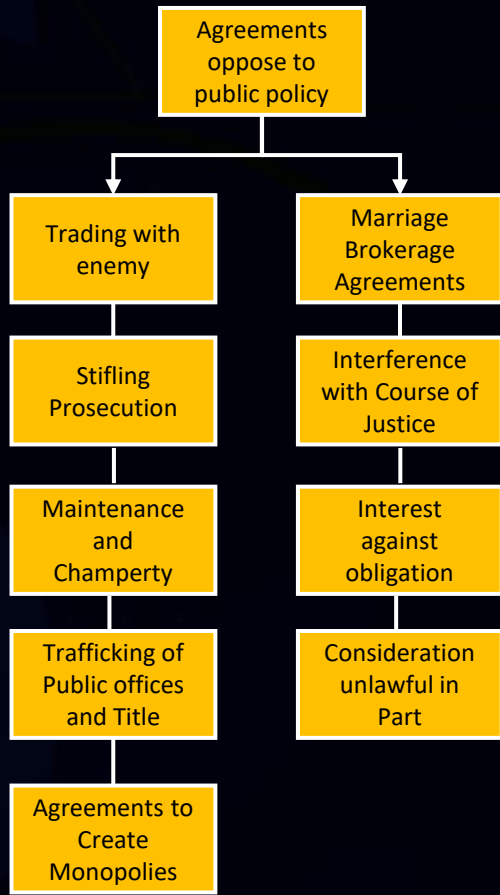 Agreements
oppose to
public policy
Trading with
enemy
Stifling
Prosecution
Maintenance
and
Champerty
Trafficking of
Public offices
and Title
Agreements to
Create
Monopolies
Marriage
Brokerage
Agreements
Interference
with Course of
Justice
Interest
against
obligation
Consideration
unlawful in
Part